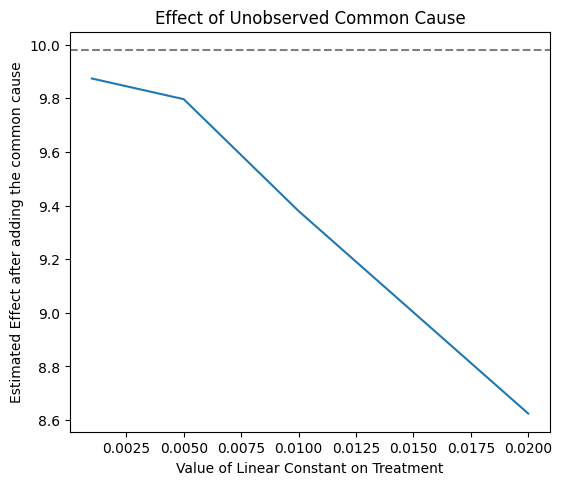 Effect of Unobserved Common Cause
Estimated Effect after adding the common cause
10.0
9.8
9.6
9.4
9.2
9.0
8.8
8.6
0.0025 0.0050 0.0075 0.0100 0.0125 0.0150 0.0175 0.0200
Value of Linear Constant on Treatment